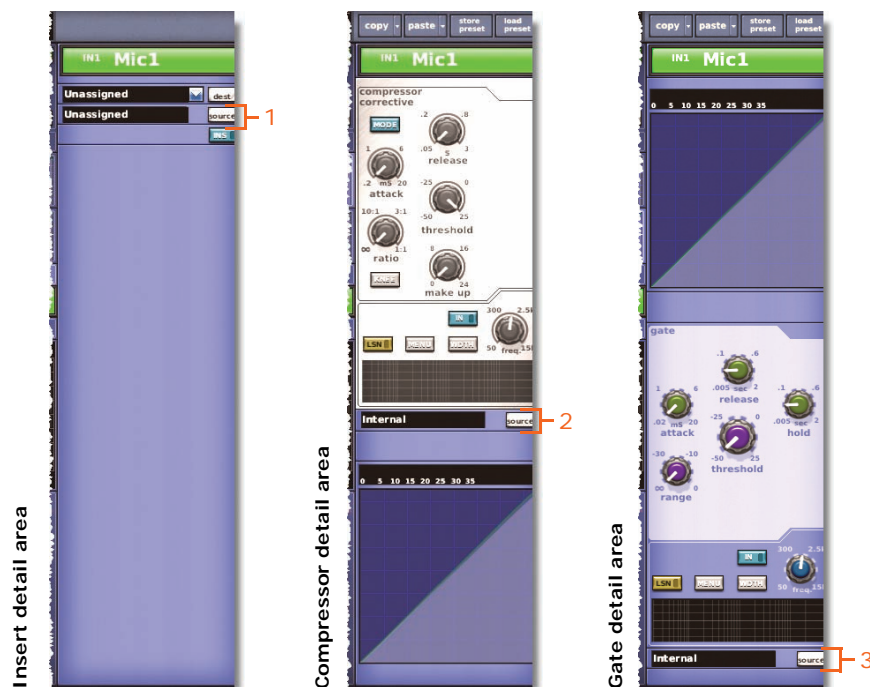 Insert detail area
IN1 Mic1
Unassigned dest
Unassigned source
INS
1
Compressor detail area
copy paste store preset load preset
IN1 Mic1
compressor
corrective
MODE
.2 .8
.05 s 3
release
1 6
.2 mS 20
attack
-25 0
-50 25
threshold
10:1 3:1
∞ 1:1
ratio
KNEE
8 16
0 24
make up
IN
300 2.5k
50 freq. 15k
LSN MENU WDTH
Internal source
2
0 5 10 15 20 25 30 35
Gate detail area
copy paste store preset load preset
IN1 Mic1
0 5 10 15 20 25 30 35
gate
.1 .6
.005 sec 2
release
1 6
.02 mS 20
attack
.1 .6
.005 sec 2
hold
-25 0
-50 25
threshold
-30 -10
∞ 0
range
IN
300 2.5k
50 freq. 15k
LSN MENU WDTH
Internal source
3